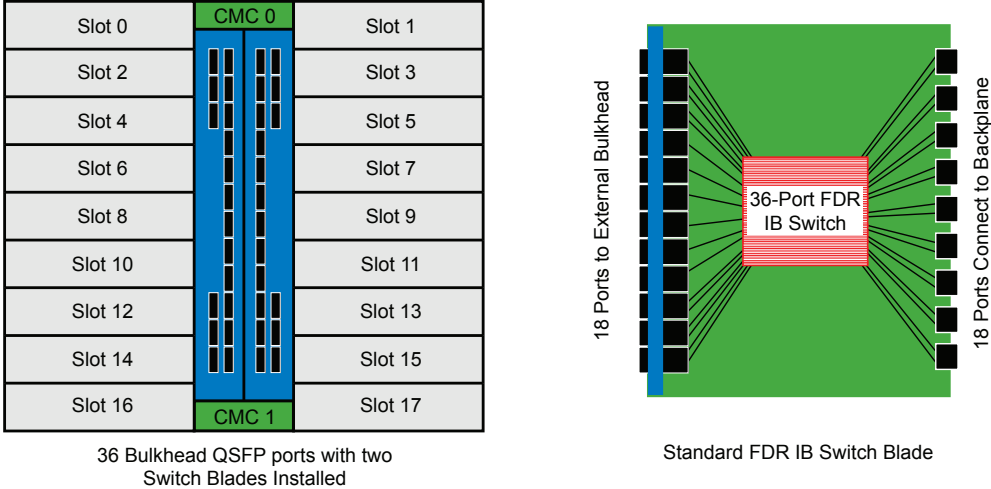 Slot 0
CMC 0
Slot 1
Slot 2
Slot 3
Slot 4
Slot 5
Slot 6
Slot 7
Slot 8
Slot 9
Slot 10
Slot 11
Slot 12
Slot 13
Slot 14
Slot 15
Slot 16
CMC 1
Slot 17
36 Bulkhead QSFP ports with two
Switch Blades Installed
18 Ports to External Bulkhead
36-Port FDR
IB Switch
18 Ports Connect to Backplane
Standard FDR IB Switch Blade